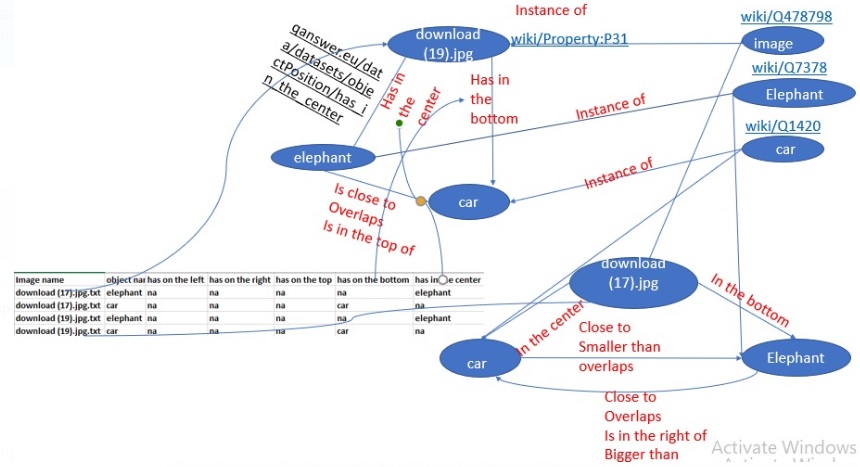 Instance of
wiki/Q478798
download
(19).jpg
wiki/Property:P31
image
wiki/Q7378
Elephant
wiki/Q1420
car
qanswer.eu/dat
a/datasets/obje
ctPosition/has_i
n_the_center
Has in
the
center
Has in
the
bottom
Instance of
elephant
Instance of
car
Is close to
Overlaps
Is in the top of
Image name object nar has on the left has on the right has on the top has on the bottom has in e center
download (17).jpg.txt elephant na na na na elephant
download (17).jpg.txt car na na na car na
download (19).jpg.txt elephant na na na na elephant
download (19).jpg.txt car na na na car na
download
(17).jpg
In the bottom
In the center
Close to
Smaller than
overlaps
car
Elephant
Close to
Overlaps
Is in the right of
Bigger than
Activate Windows